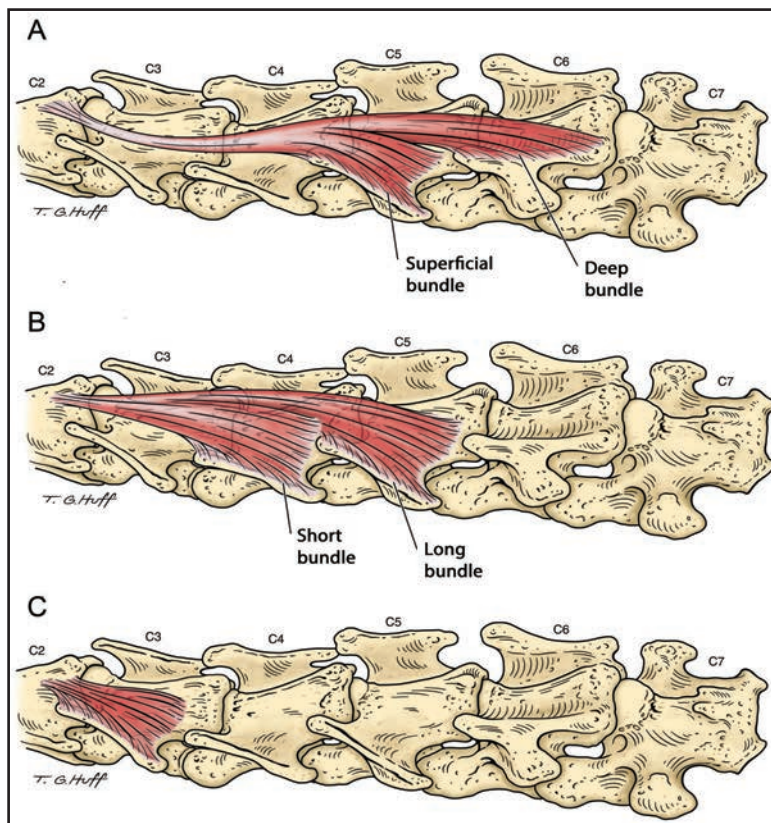 A
C2
C3
C4
C5
C6
C7
T. G. Huff
Superficial
bundle
Deep
bundle
B
C2
C3
C4
C5
C6
C7
T. G. Huff
Short
bundle
Long
bundle
C
C2
C3
C4
C5
C6
C7
T. G. Huff